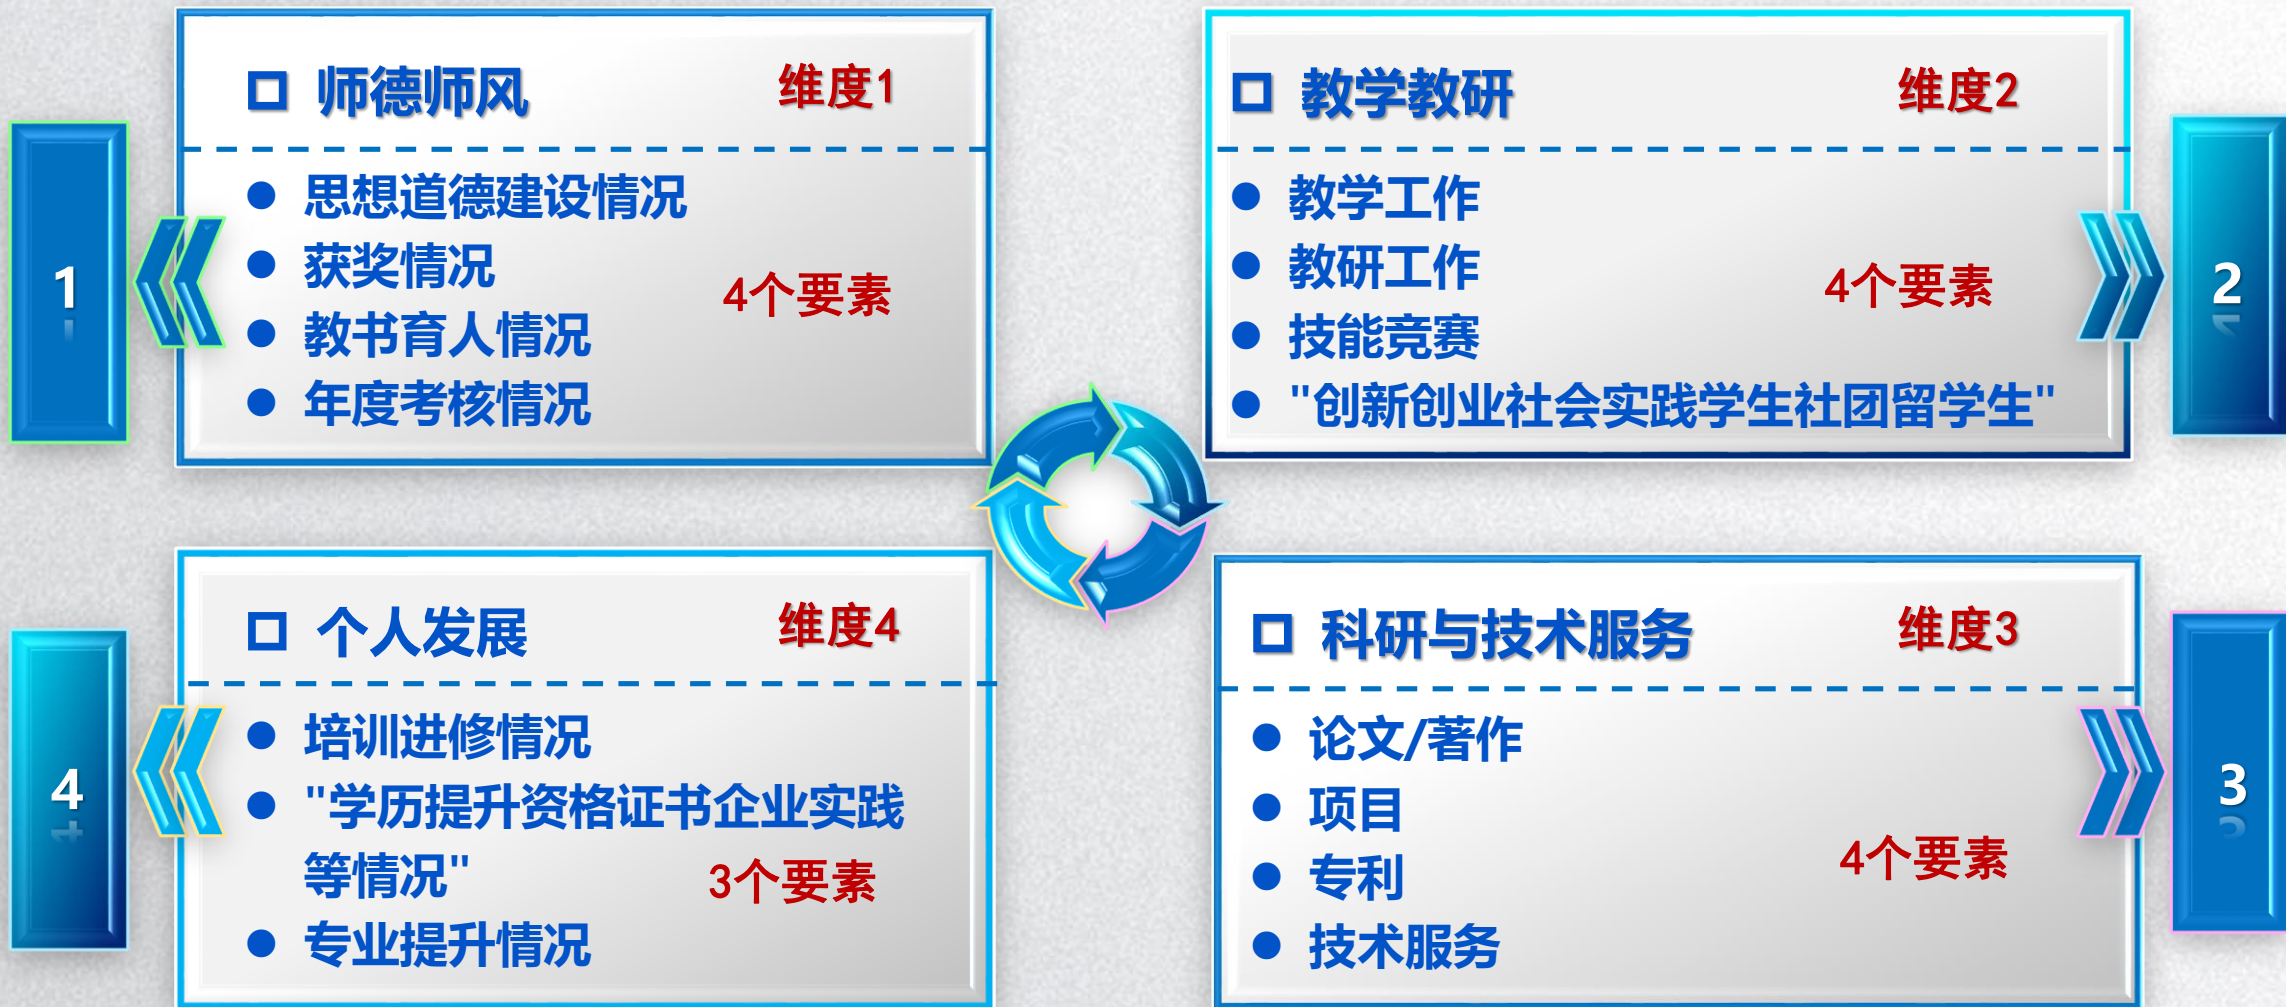 1
师德师风 维度1
思想道德建设情况
获奖情况
4个要素
教书育人情况
年度考核情况
教学教研 维度2
教学工作
教研工作
4个要素
技能竞赛
"创新创业社会实践学生社团留学生"
2
4
个人发展 维度4
培训进修情况
"学历提升资格证书企业实践
等情况"
3个要素
专业提升情况
科研与技术服务 维度3
论文/著作
项目
4个要素
专利
技术服务
3